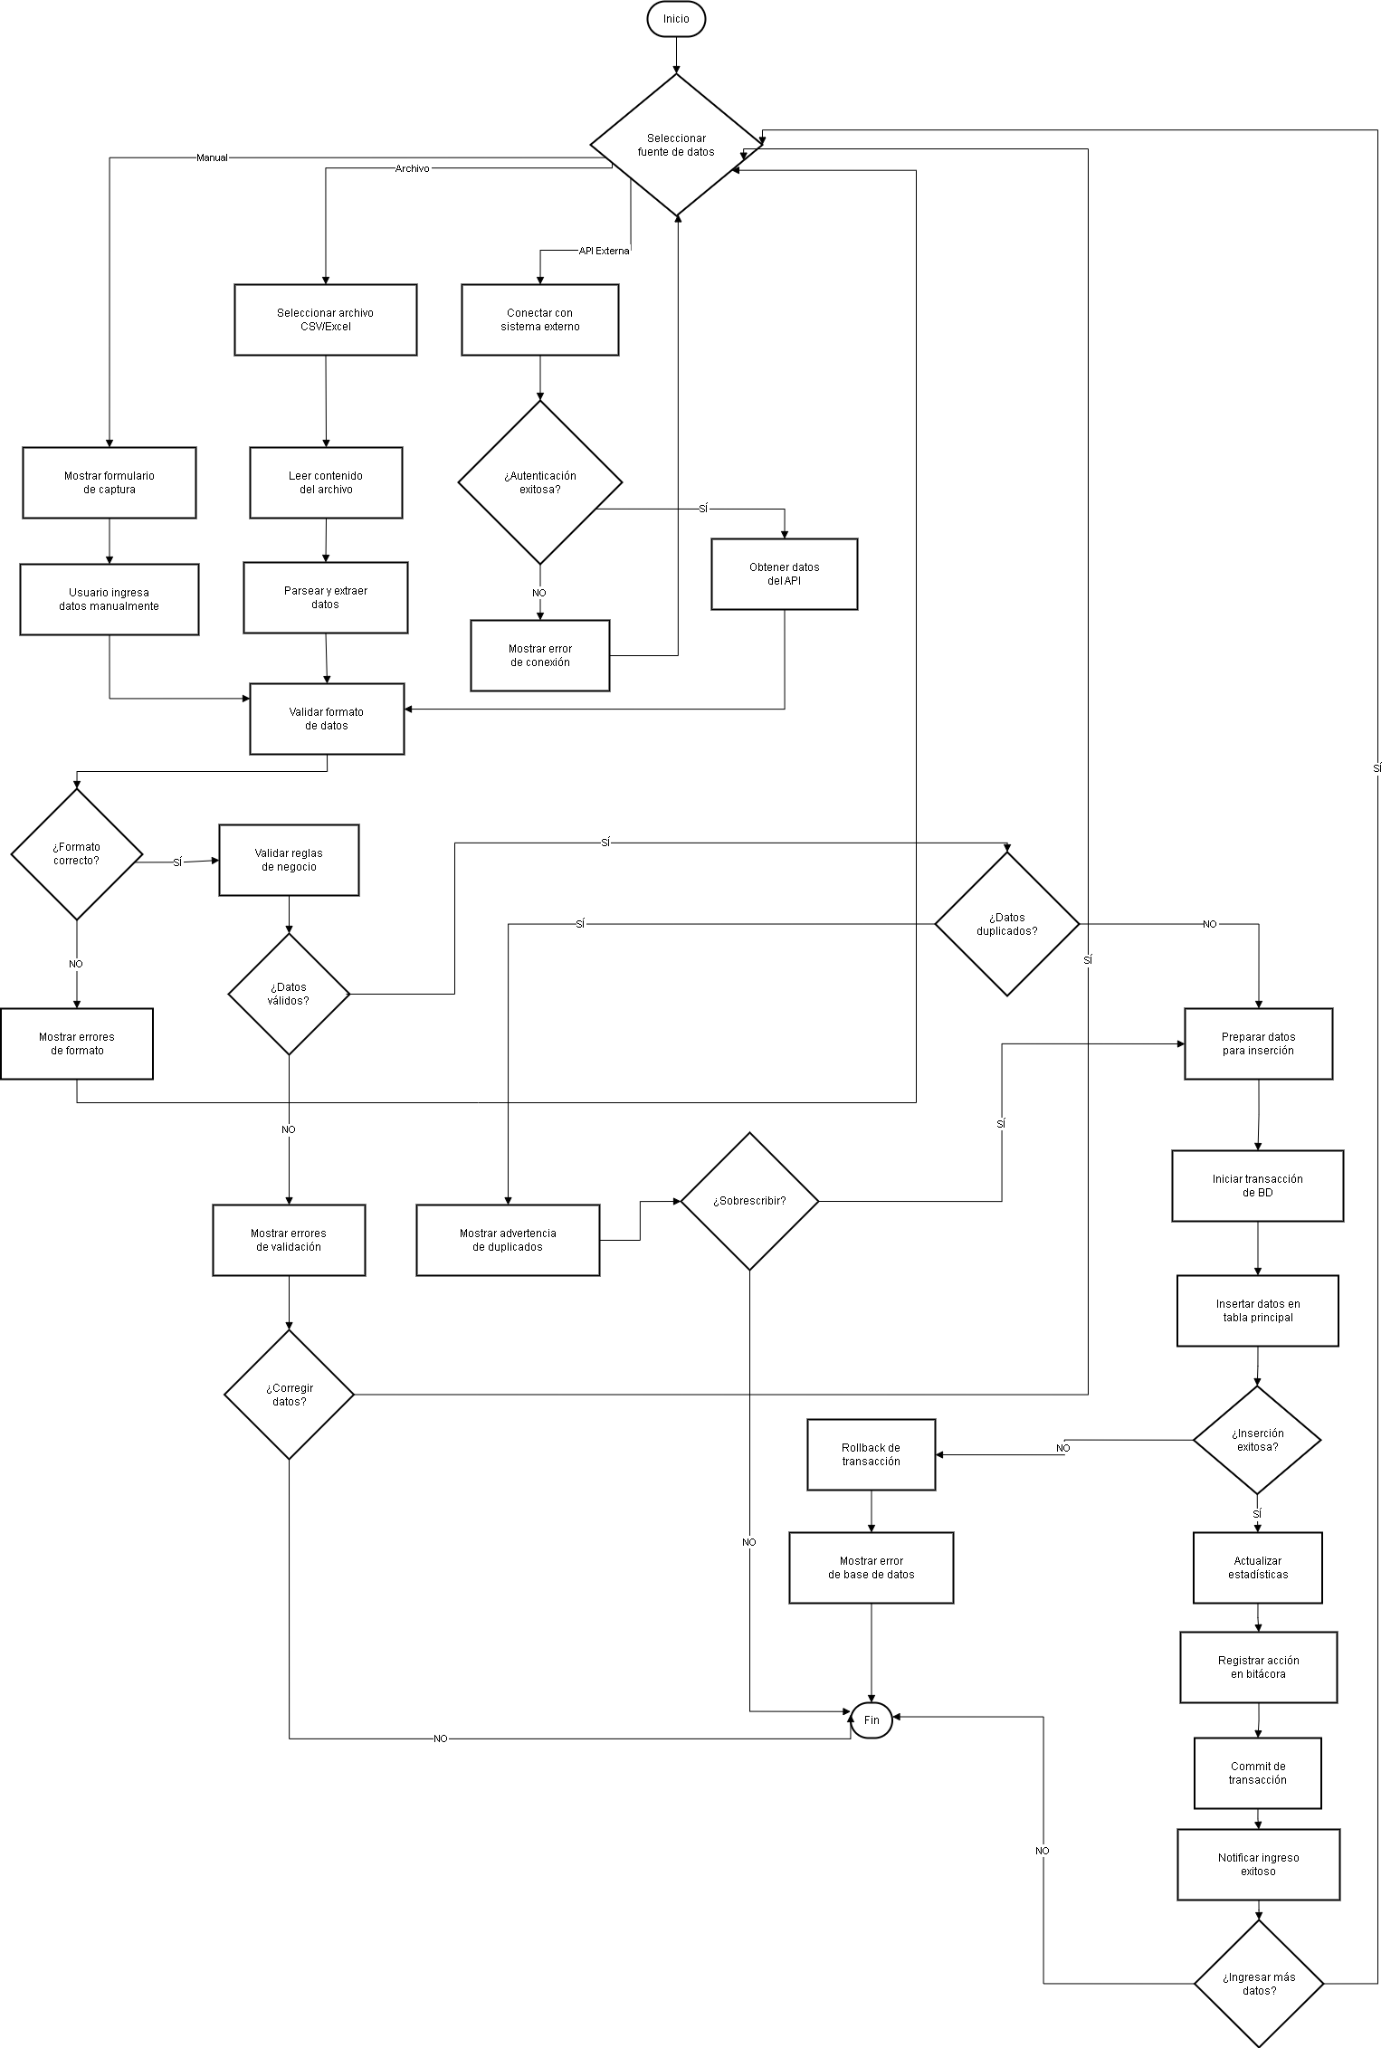 Inicio
Seleccionar
fuente de datos
Manual
Archivo
API Externa
Seleccionar archivo
CSV/Excel
Conectar con
sistema externo
Mostrar formulario
de captura
Leer contenido
del archivo
¿Autenticación
exitosa?
SÍ
Obtener datos
del API
NO
Usuario ingresa
datos manualmente
Parsear y extraer
datos
Mostrar error
de conexión
Validar formato
de datos
SÍ
¿Formato
correcto?
SÍ
Validar reglas
de negocio
SÍ
SÍ
¿Datos
duplicados?
NO
SÍ
NO
¿Datos
válidos?
Mostrar errores
de formato
Preparar datos
para inserción
NO
SÍ
Mostrar errores
de validación
Mostrar advertencia
de duplicados
¿Sobrescribir?
Iniciar transacción
de BD
Insertar datos en
tabla principal
¿Corregir
datos?
Rollback de
transacción
NO
¿Inserción
exitosa?
SÍ
NO
Mostrar error
de base de datos
Actualizar
estadísticas
Registrar acción
en bitácora
Fin
NO
Commit de
transacción
NO
Notificar ingreso
exitoso
¿Ingresar más
datos?